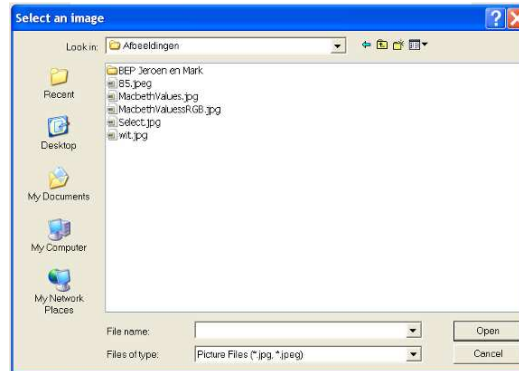 Select an image
Look in: Afbeeldingen
Recent
Desktop
My Documents
My Computer
My Network
Places
BEP Jeroen en Mark
B5.jpeg
MacbethValues.jpg
MacbethValuessRGB.jpg
Select.jpg
wit.jpg
File name:
Open
Files of type: Picture Files (*.jpg, *.jpeg)
Cancel